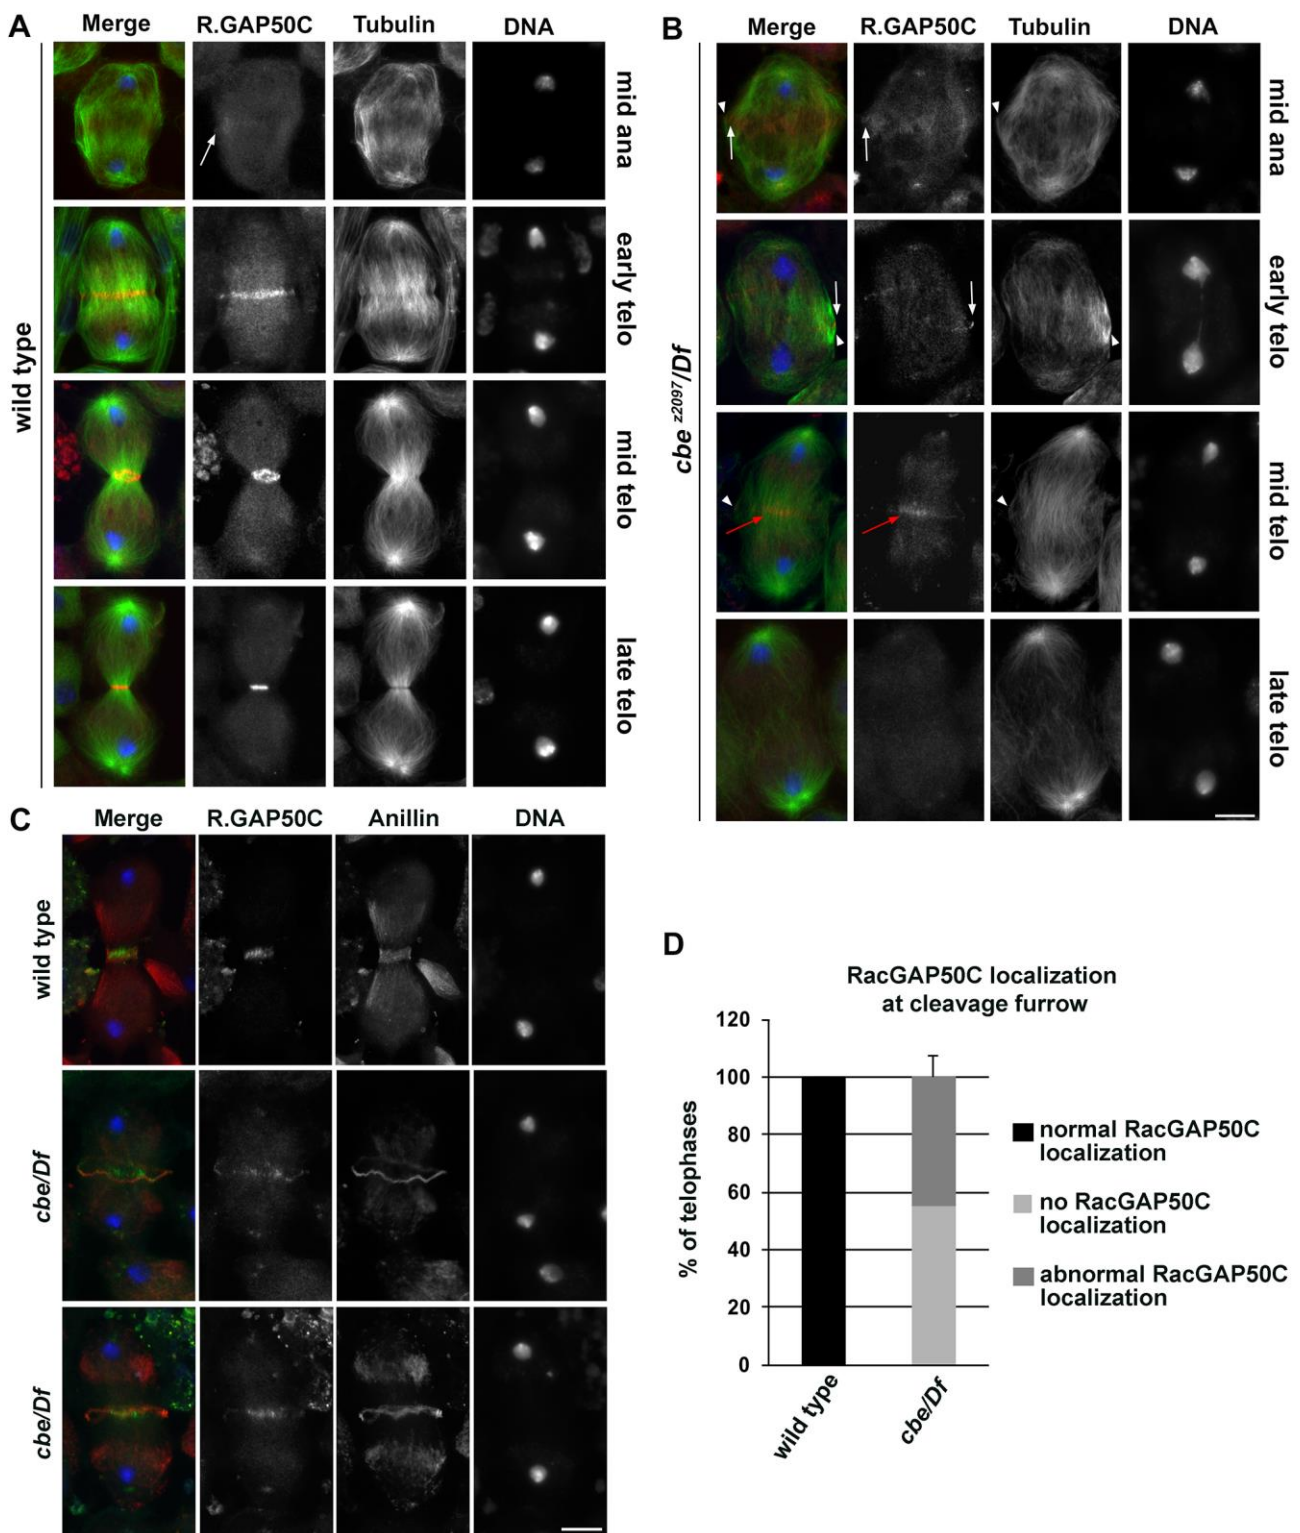 A
Merge R.GAP50C Tubulin DNA
wild type
mid ana
early telo
mid telo
late telo
B
Merge R.GAP50C Tubulin DNA
cbe z2097/Df
mid ana
early telo
mid telo
late telo
C
Merge R.GAP50C Anillin DNA
wild type
cbe/Df
cbe/Df
D
RacGAP50C localization
at cleavage furrow
% of telophases
120
100
80
60
40
20
0
wild type
cbe/Df
normal RacGAP50C
localization
no RacGAP50C
localization
abnormal RacGAP50C
localization